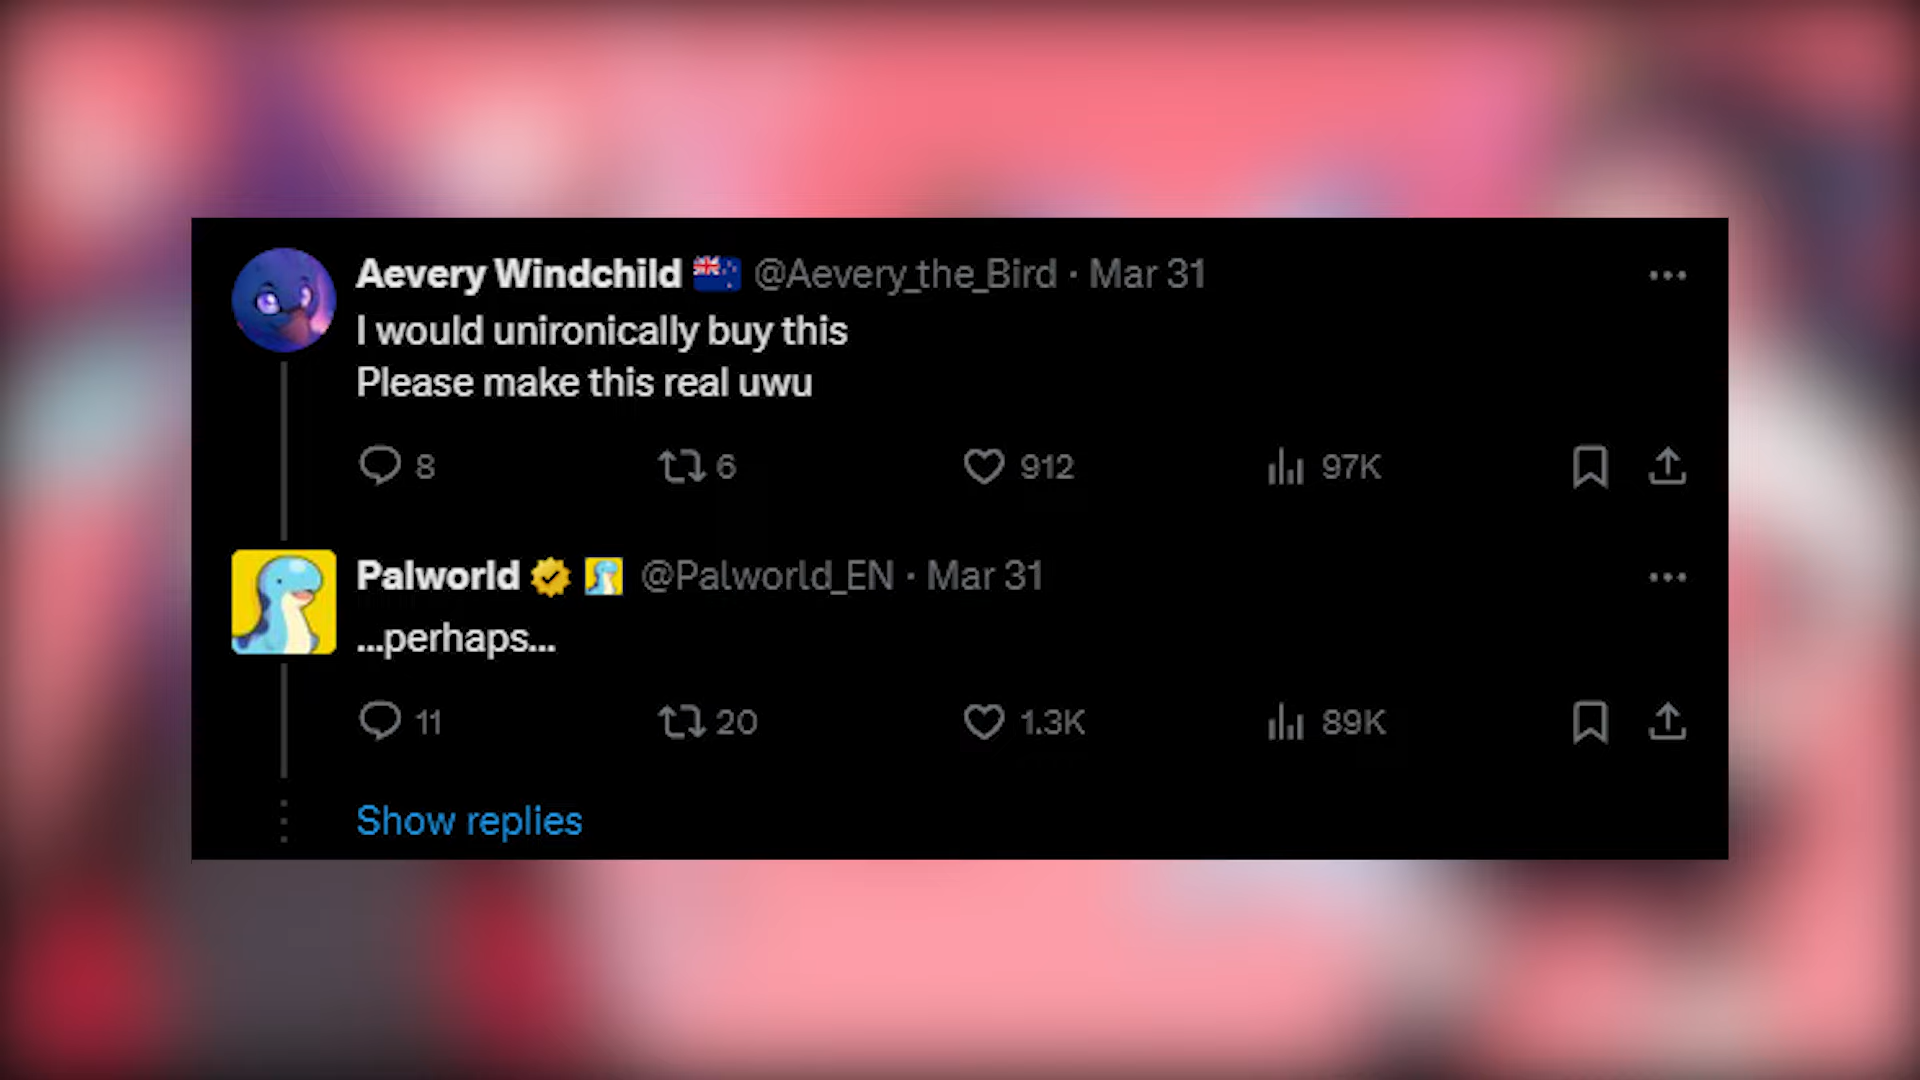 Aevery Windchild 🇳🇿 @Aevery_the_Bird · Mar 31
I would unironically buy this
Please make this real uwu
8 6 912 97K
Palworld @Palworld_EN · Mar 31
...perhaps...
11 20 1.3K 89K
Show replies